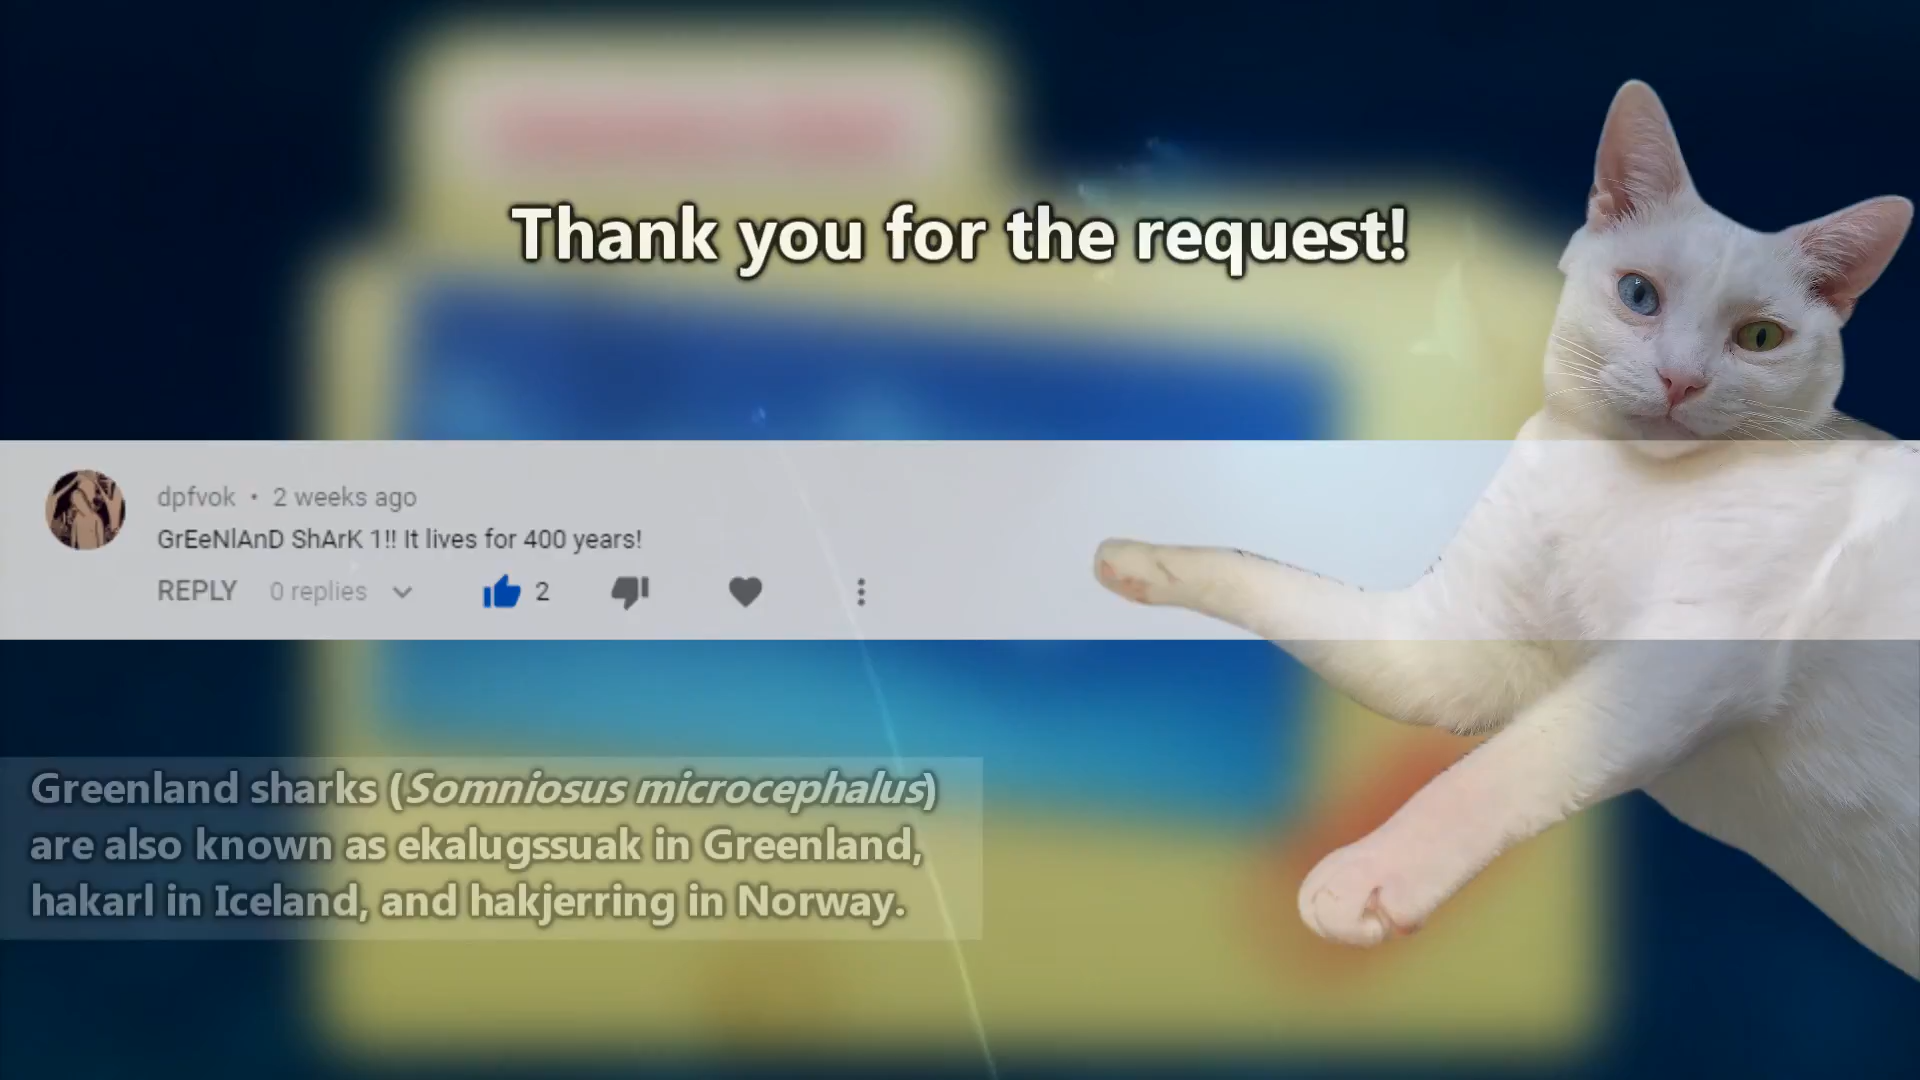 Thank you for the request!
dpfvok • 2 weeks ago
GrEeNlAnD ShArK 1!! It lives for 400 years!
REPLY 0 replies 2
Greenland sharks (Somniosus microcephalus)
are also known as ekalugssuak in Greenland,
hakarl in Iceland, and hakjerring in Norway.